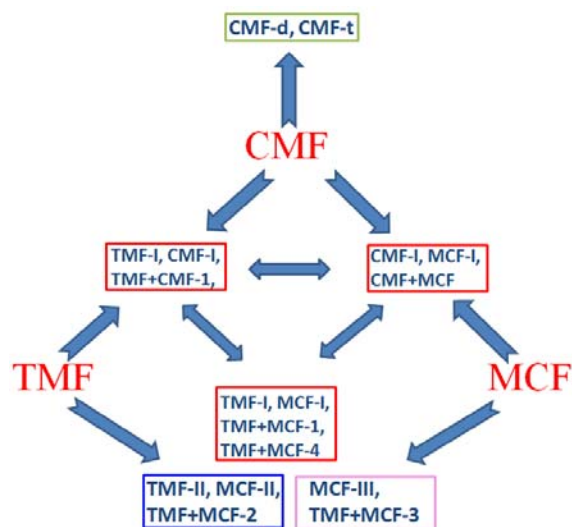 CMF-d, CMF-t
CMF
TMF-I, CMF-I,
TMF+CMF-1,
CMF-I, MCF-I,
CMF+MCF
TMF
MCF
TMF-I, MCF-I,
TMF+MCF-1,
TMF+MCF-4
TMF-II, MCF-II,
TMF+MCF-2
MCF-III,
TMF+MCF-3